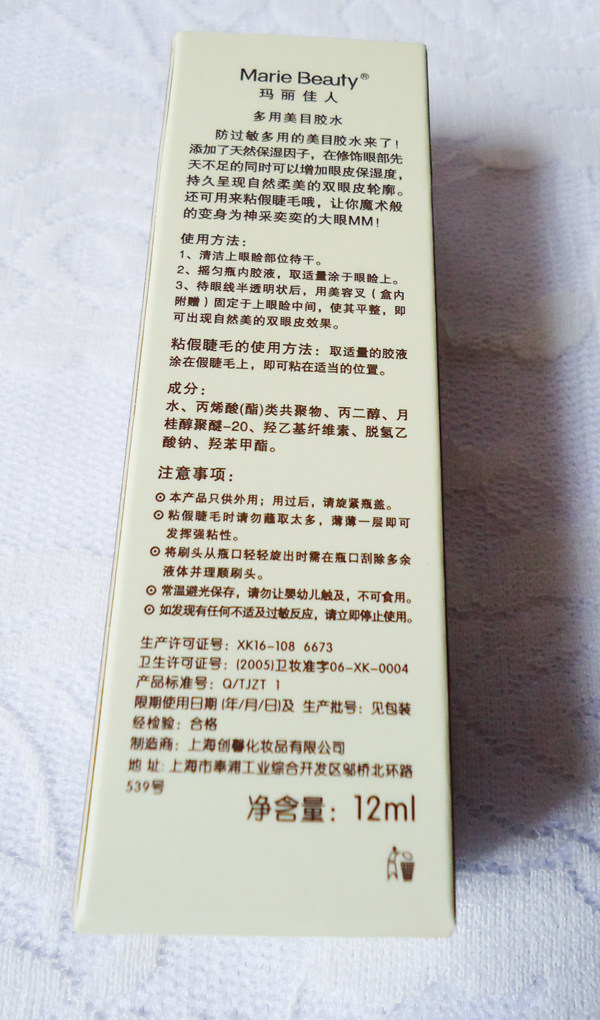 Marie Beauty®
玛丽佳人
多用美目胶水
防过敏多用的美目胶水来了！
添加了天然保湿因子，在修饰眼部先
天不足的同时可以增加眼皮保湿度，
持久呈现自然柔美的双眼皮轮廓。
还可用来粘假睫毛哦，让你魔术般
的变身为神采奕奕的大眼MM！
使用方法：
1、清洁上眼睑部位待干。
2、摇匀瓶内胶液，取适量涂于眼睑上。
3、待眼线半透明状后，用美容叉（盒内
附赠）固定于上眼睑中间，使其平整，即
可出现自然美的双眼皮效果。
粘假睫毛的使用方法：取适量的胶液
涂在假睫毛上，即可粘在适当的位置。
成分：
水、丙烯酸(酯)类共聚物、丙二醇、月
桂醇聚醚-20、羟乙基纤维素、脱氢乙
酸钠、羟苯甲酯。
注意事项：
⊙本产品只供外用；用过后，请旋紧瓶盖。
⊙粘假睫毛时请勿蘸取太多，薄薄一层即可
发挥强粘性。
⊙将刷头从瓶口轻轻旋出时需在瓶口刮除多余
液体并理顺刷头。
⊙常温避光保存，请勿让婴幼儿触及，不可食用。
⊙如发现有任何不适及过敏反应，请立即停止使用。
生产许可证号：XK16-108 6673
卫生许可证号：(2005)卫妆准字06-XK-0004
产品标准号：Q/TJZT 1
限期使用日期(年/月/日)及 生产批号：见包装
经检验：合格
制造商：上海创馨化妆品有限公司
地 址：上海市奉浦工业综合开发区邬桥北环路
539号
净含量：12ml